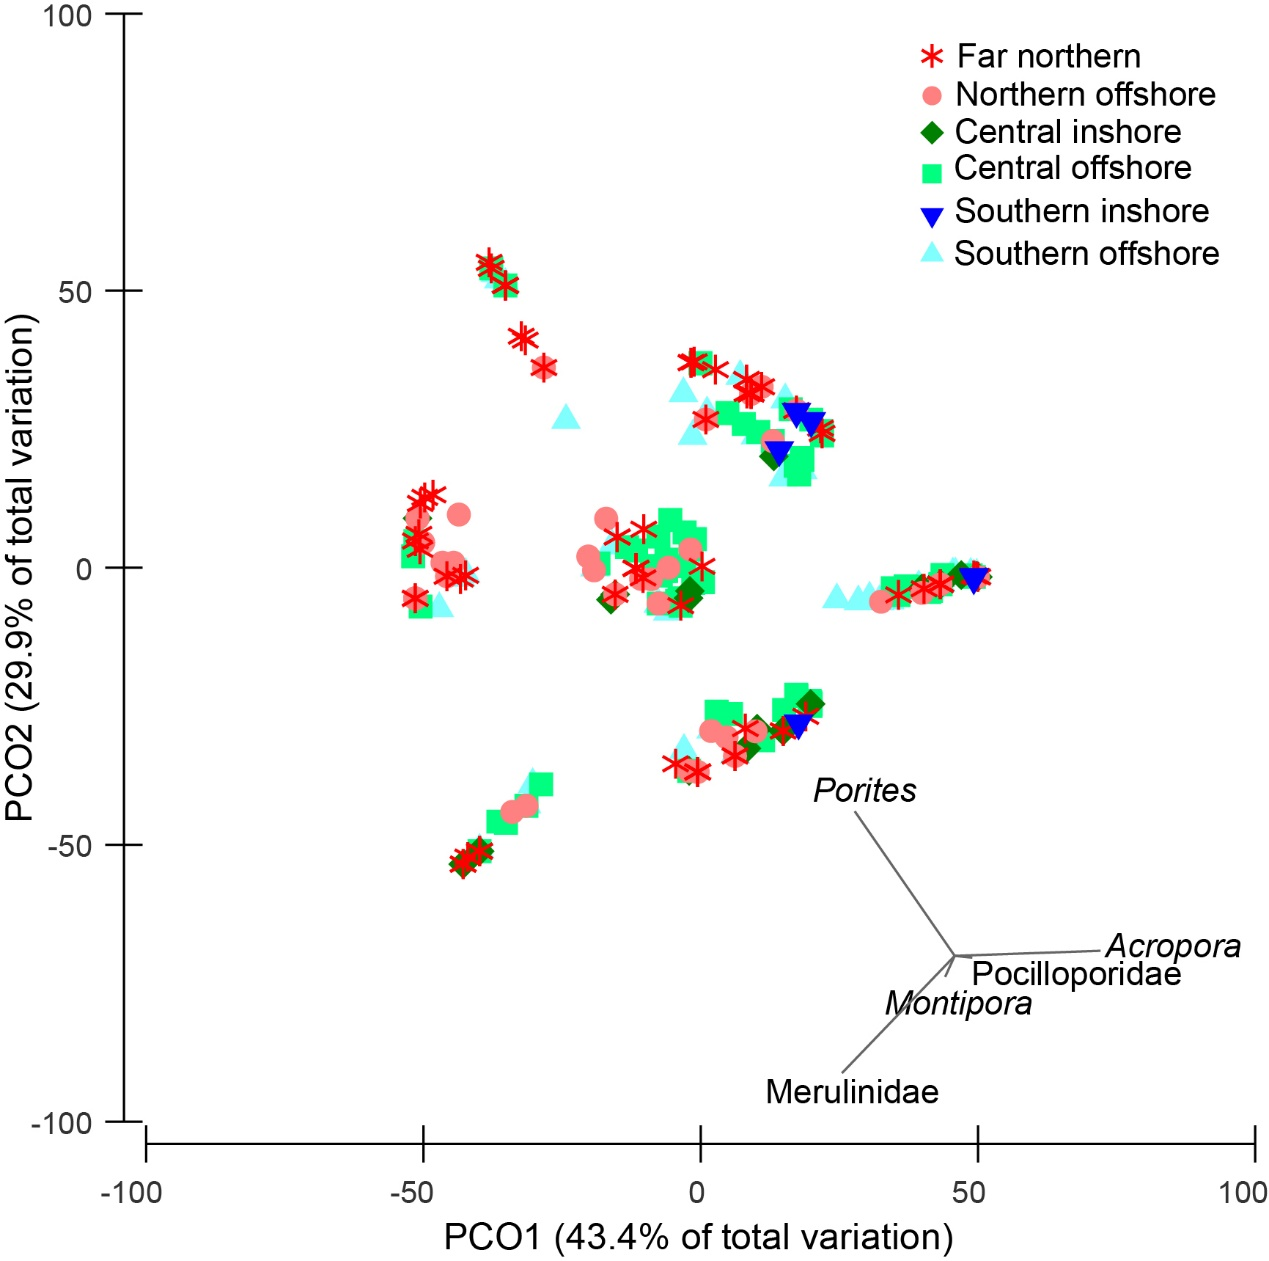 100
Far northern
Northern offshore
Central inshore
Central offshore
Southern inshore
Southern offshore
50
PCO2 (29.9% of total variation)
0
-50
Porites
Acropora
Pocilloporidae
Montipora
Merulinidae
-100
-100 -50 0 50 100
PCO1 (43.4% of total variation)